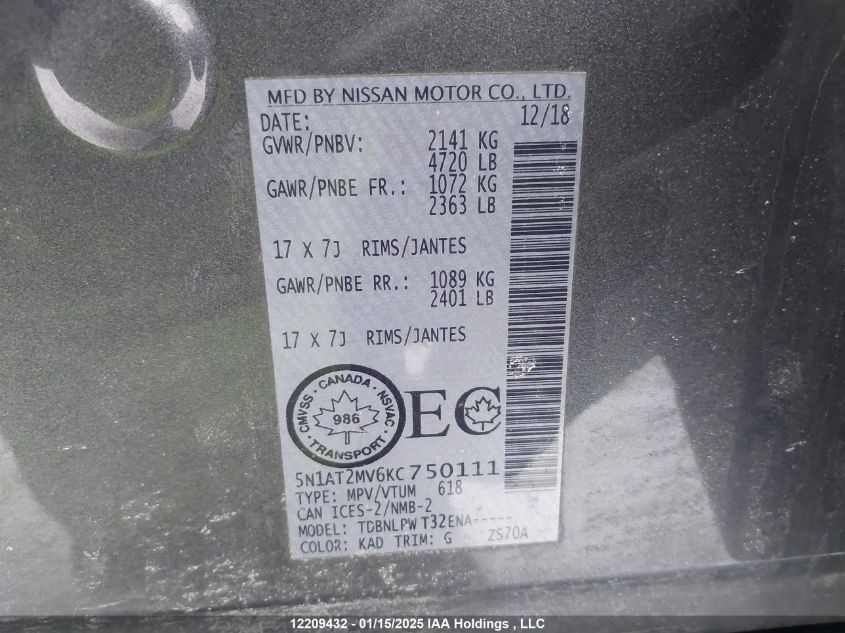 MFD BY NISSAN MOTOR CO., LTD.
DATE: 12/18
GVWR/PNBV: 2141 KG
4720 LB
GAWR/PNBE FR.: 1072 KG
2363 LB
17 X 7J RIMS/JANTES
GAWR/PNBE RR.: 1089 KG
2401 LB
17 X 7J RIMS/JANTES
CMVSS · CANADA · NSVAC · TRANSPORT ·
986
EC
5N1AT2MV6KC750111
TYPE: MPV/VTUM 618
CAN ICES-2/NMB-2
MODEL: TDBNLPW T32ENA-----
COLOR: KAD TRIM: G ZS70A
12209432 - 01/15/2025 IAA Holdings , LLC